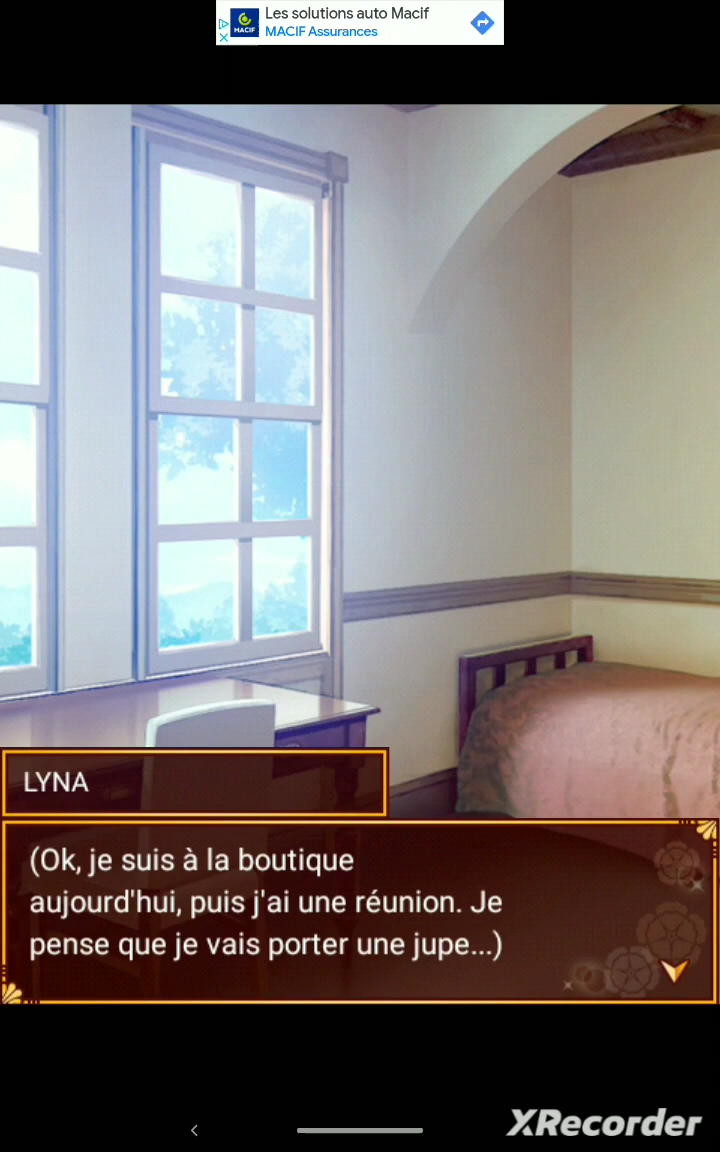 Les solutions auto Macif
MACIF Assurances
MACIF
LYNA
(Ok, je suis à la boutique
aujourd'hui, puis j'ai une réunion. Je
pense que je vais porter une jupe...)
XRecorder